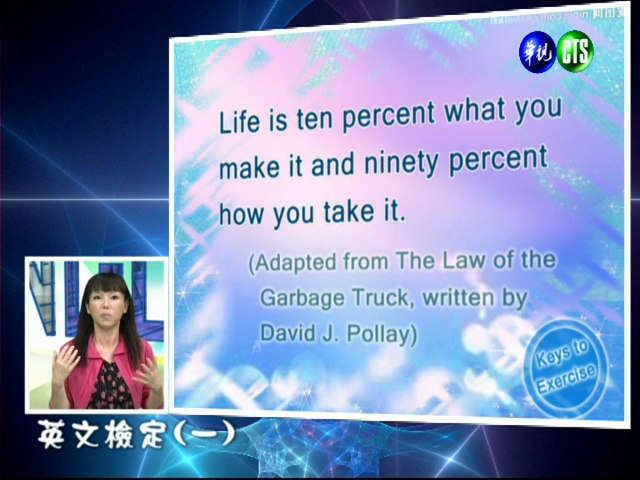 華視 CTS
Life is ten percent what you
make it and ninety percent
how you take it.
(Adapted from The Law of the
Garbage Truck, written by
David J. Pollay)
Keys to
Exercise
英文檢定(一)